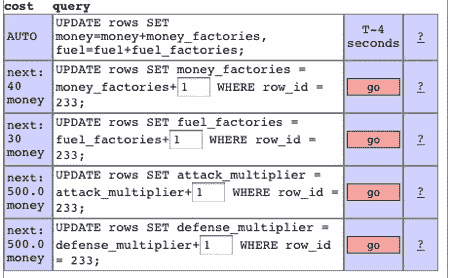 cost query
AUTO UPDATE rows SET money=money+money_factories, fuel=fuel+fuel_factories; T-4 seconds ?
next: 40 money UPDATE rows SET money_factories = money_factories+ 1 WHERE row_id = 233; go ?
next: 30 money UPDATE rows SET fuel_factories = fuel_factories+ 1 WHERE row_id = 233; go ?
next: 500.0 money UPDATE rows SET attack_multiplier = attack_multiplier+ 1 WHERE row_id = 233; go ?
next: 500.0 money UPDATE rows SET defense_multiplier = defense_multiplier+ 1 WHERE row_id = 233; go ?